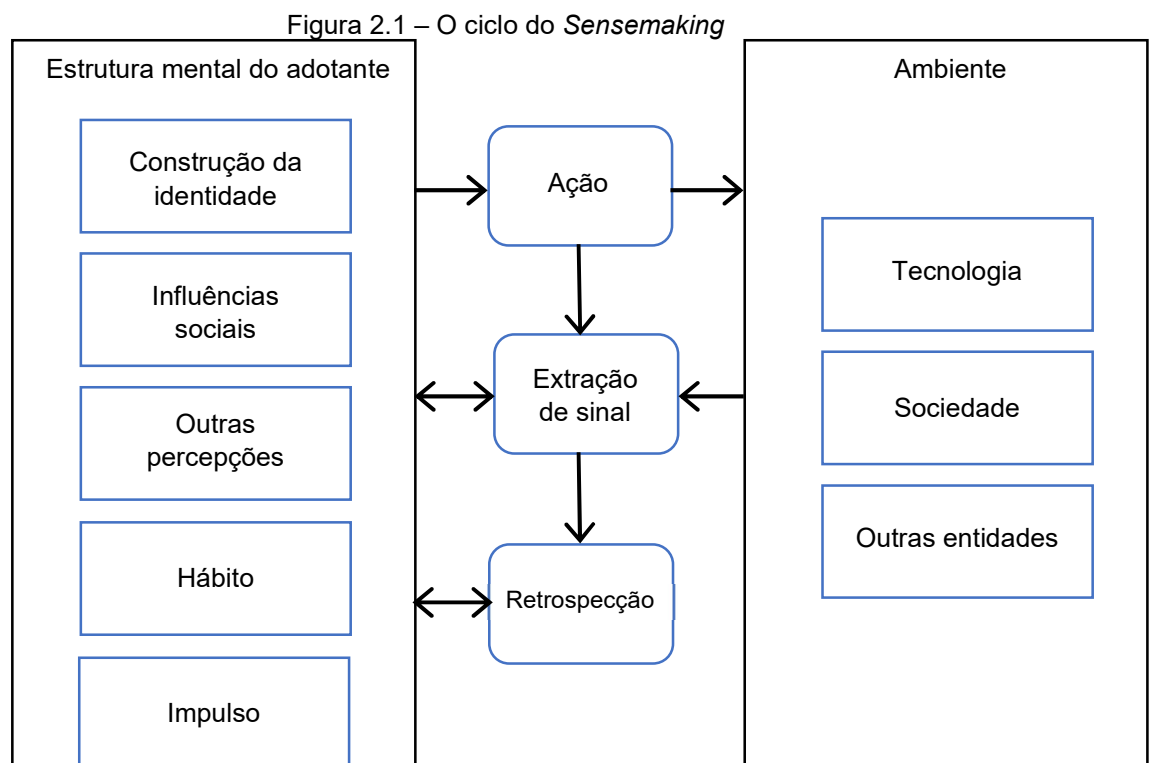 Figura 2.1 – O ciclo do Sensemaking
Estrutura mental do adotante
Construção da
identidade
Influências
sociais
Outras
percepções
Hábito
Impulso
Ação
Extração
de sinal
Retrospecção
Ambiente
Tecnologia
Sociedade
Outras entidades